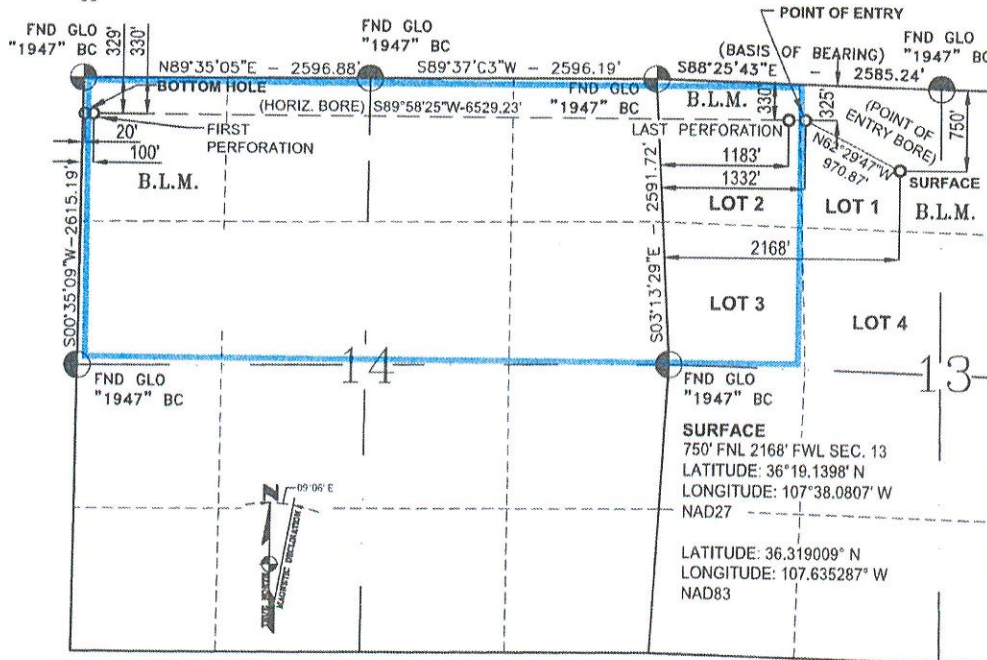 POINT OF ENTRY
FND GLO
"1947" BC
329'
330'
FND GLO
"1947" BC
(BASIS OF BEARING)
FND GLO
"1947" BC
N89°35'05"E - 2596.88'
S89°37'C3"W - 2596.19'
S88°25'43"E - 2585.24'
BOTTOM HOLE
(HORIZ. BORE) S89°58'25"W-6529.23'
FND GLO
"1947" BC
B.L.M.
330'
325'
(POINT OF
ENTRY BORE)
750'
FIRST
PERFORATION
LAST PERFORATION
N62°29'47"W
970.87'
20'
100'
1183'
1332'
SURFACE
B.L.M.
LOT 2
LOT 1
B.L.M.
2168'
S00°35'09"W-2615.19'
S03°13'29"E - 2591.72'
LOT 3
LOT 4
14
13
FND GLO
"1947" BC
FND GLO
"1947" BC
SURFACE
750' FNL 2168' FWL SEC. 13
LATITUDE: 36°19.1398' N
LONGITUDE: 107°38.0807' W
NAD27
LATITUDE: 36.319009° N
LONGITUDE: 107.635287° W
NAD83
N
TRUE NORTH
MAGNETIC DECLINATION